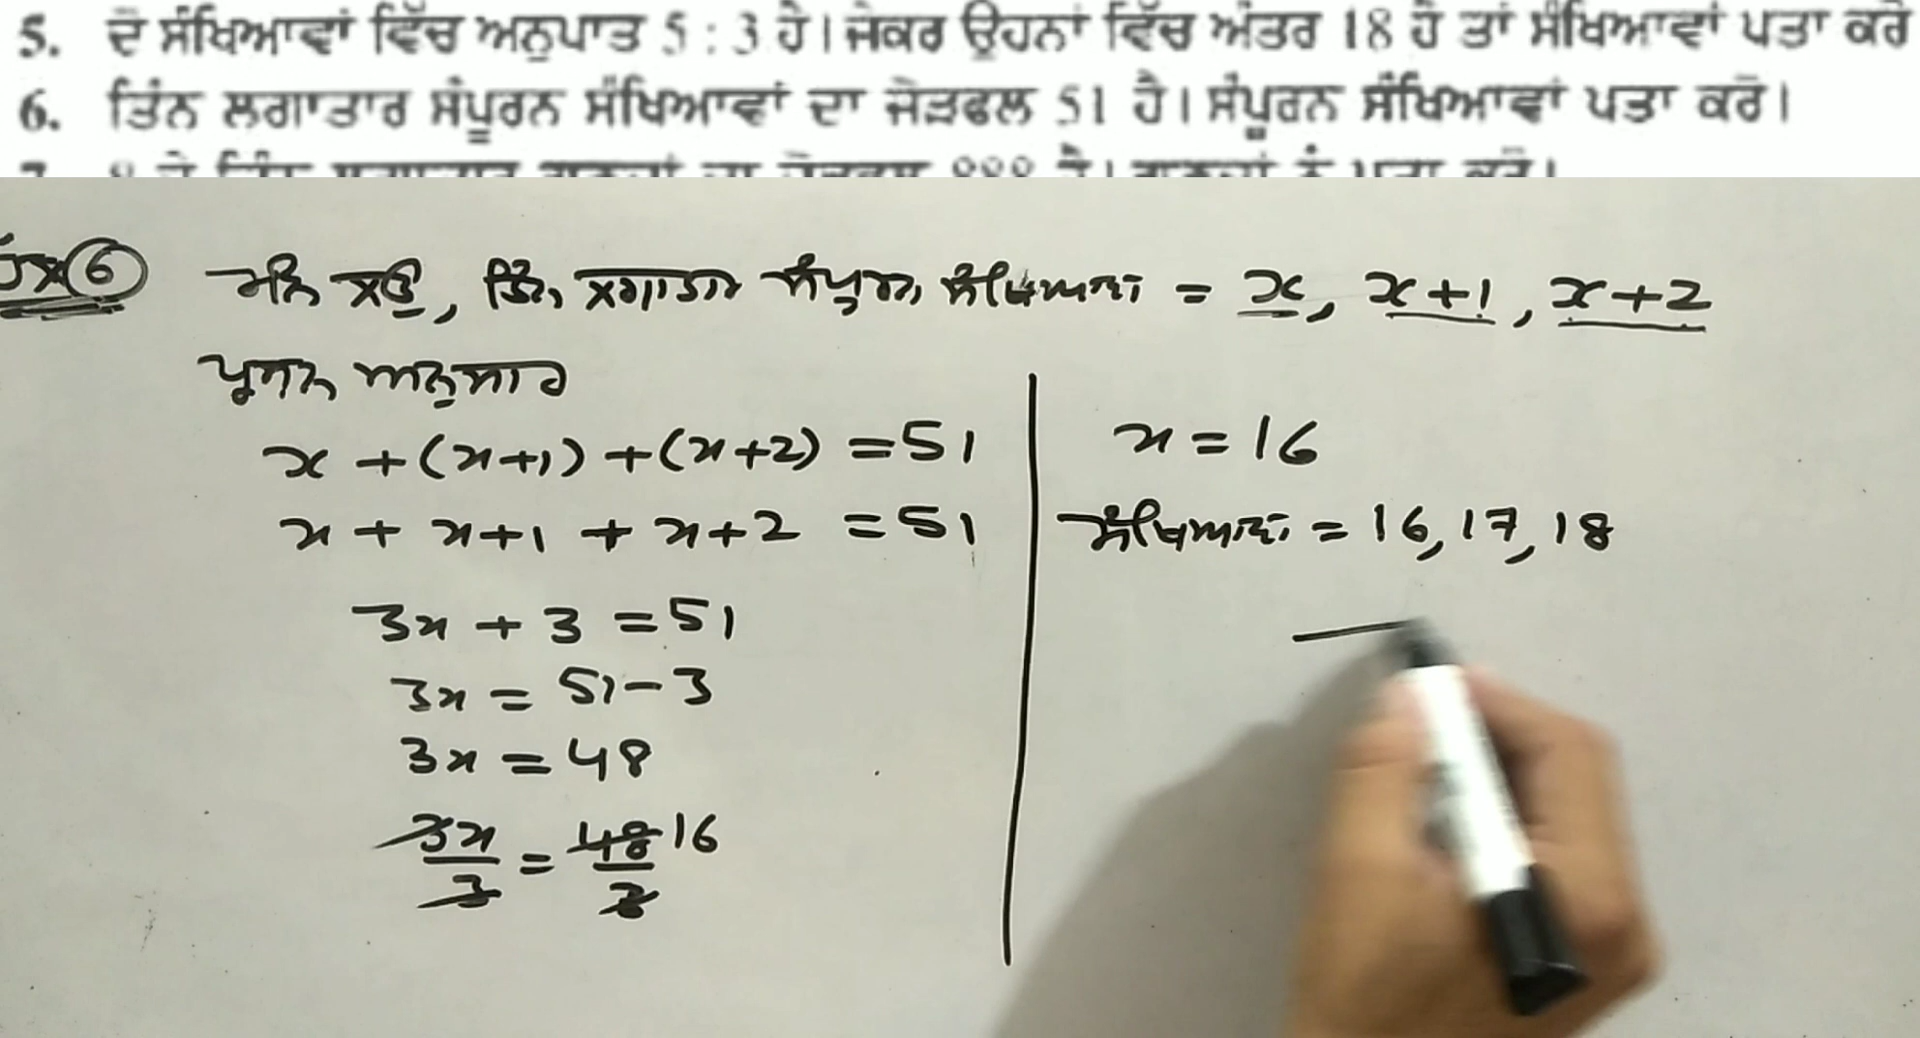 5. ਦੋ ਸੰਖਿਆਵਾਂ ਵਿੱਚ ਅਨੁਪਾਤ 5 : 3 ਹੈ। ਜੇਕਰ ਉਹਨਾਂ ਵਿੱਚ ਅੰਤਰ 18 ਹੈ ਤਾਂ ਸੰਖਿਆਵਾਂ ਪਤਾ ਕਰੋ
6. ਤਿੰਨ ਲਗਾਤਾਰ ਸੰਪੂਰਨ ਸੰਖਿਆਵਾਂ ਦਾ ਜੋੜਫਲ 51 ਹੈ। ਸੰਪੂਰਨ ਸੰਖਿਆਵਾਂ ਪਤਾ ਕਰੋ।
6 ਮੰਨ ਲਓ, ਤਿੰਨ ਲਗਾਤਾਰ ਸੰਪੂਰਨ ਸੰਖਿਆਵਾਂ = x, x+1, x+2
ਪ੍ਰਸ਼ਨ ਅਨੁਸਾਰ
x + (x+1) + (x+2) = 51
x + x+1 + x+2 = 51
3x + 3 = 51
3x = 51-3
3x = 48
3x/3 = 48/3 16
x = 16
ਸੰਖਿਆਵਾਂ = 16, 17, 18